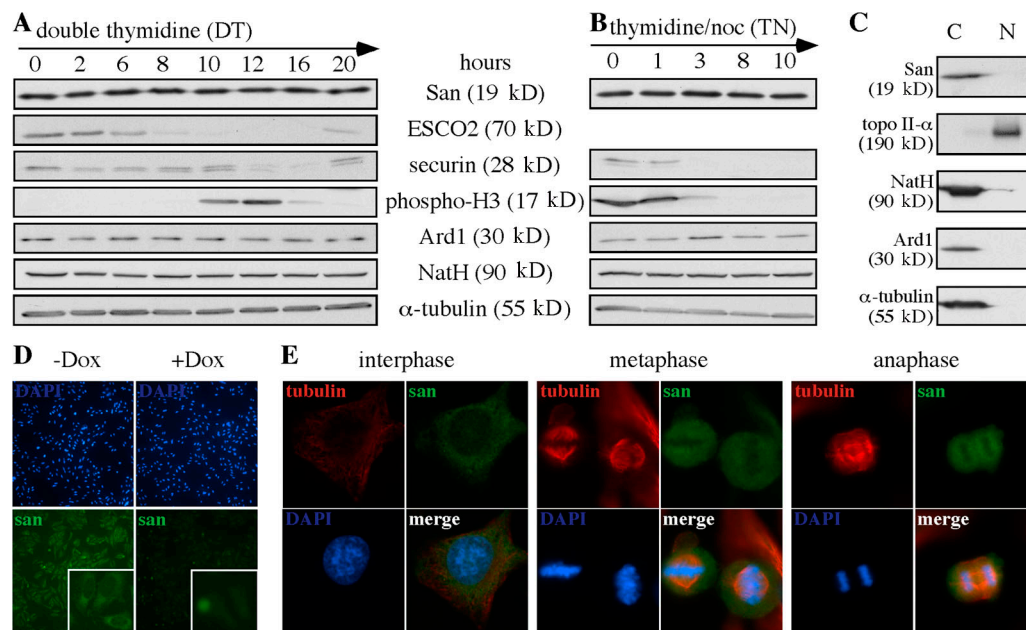 A double thymidine (DT)
0 2 6 8 10 12 16 20
hours
San (19 kD)
ESCO2 (70 kD)
securin (28 kD)
phospho-H3 (17 kD)
Ard1 (30 kD)
NatH (90 kD)
α-tubulin (55 kD)
B thymidine/noc (TN)
0 1 3 8 10
C
C N
San
(19 kD)
topo II-α
(190 kD)
NatH
(90 kD)
Ard1
(30 kD)
α-tubulin
(55 kD)
D -Dox +Dox
DAPI DAPI
san san
E interphase metaphase anaphase
tubulin san tubulin san tubulin san
DAPI merge DAPI merge DAPI merge